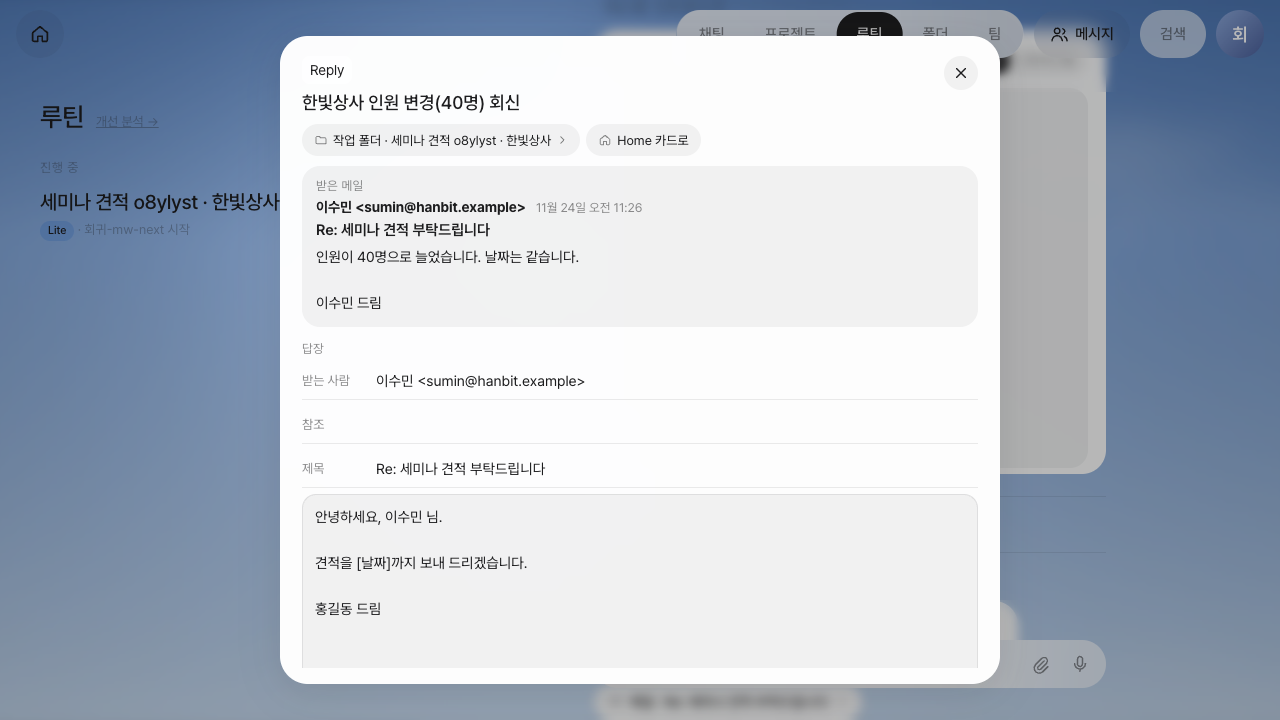 채팅
프로젝트
루틴
폴더
팀
메시지
검색
회
루틴
개선 분석 →
진행 중
세미나 견적 o8ylyst · 한빛상사
Lite · 회귀-mw-next 시작
Reply
한빛상사 인원 변경(40명) 회신
작업 폴더 · 세미나 견적 o8ylyst · 한빛상사
Home 카드로
받은 메일
이수민 <sumin@hanbit.example> 11월 24일 오전 11:26
Re: 세미나 견적 부탁드립니다
인원이 40명으로 늘었습니다. 날짜는 같습니다.
이수민 드림
답장
받는 사람 이수민 <sumin@hanbit.example>
참조
제목 Re: 세미나 견적 부탁드립니다
안녕하세요, 이수민 님.
견적을 [날짜]까지 보내 드리겠습니다.
홍길동 드림